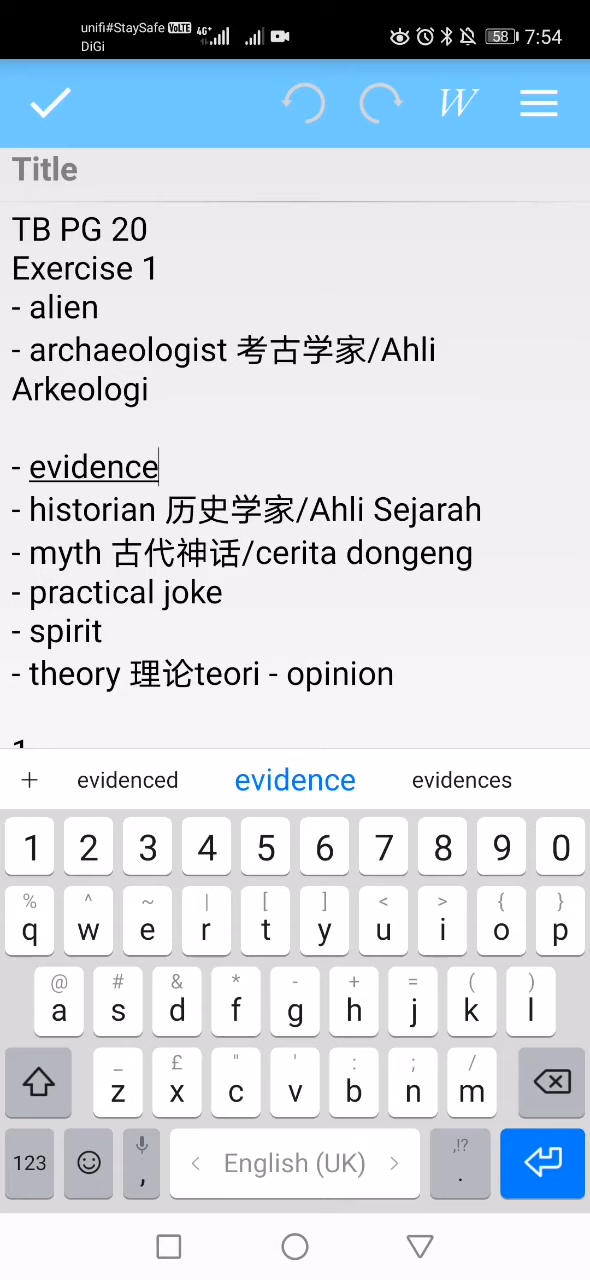 unifi#StaySafe VoLTE 4G+ 58 7:54
DiGi
W
Title
TB PG 20
Exercise 1
- alien
- archaeologist 考古学家/Ahli
Arkeologi
- evidence
- historian 历史学家/Ahli Sejarah
- myth 古代神话/cerita dongeng
- practical joke
- spirit
- theory 理论teori - opinion
+ evidenced evidence evidences
1 2 3 4 5 6 7 8 9 0
% ^ ~ | [ ] < > { }
q w e r t y u i o p
@ # & * - + = ( )
a s d f g h j k l
_ £ " ' : ; /
z x c v b n m
123 , < English (UK) > ,!? .